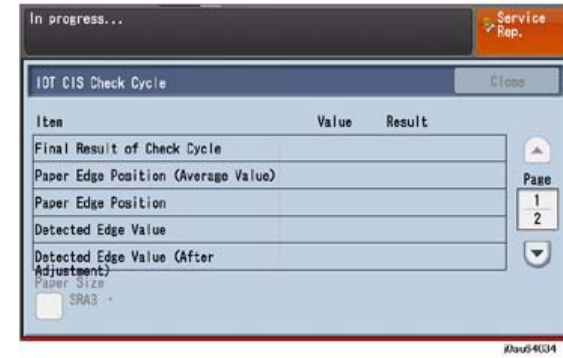 In progress...
Service
Rep.
IOT CIS Check Cycle
Close
Item Value Result
Final Result of Check Cycle
Paper Edge Position (Average Value)
Paper Edge Position
Detected Edge Value
Detected Edge Value (After
Adjustment)
Page
1
2
Paper Size
SRA3
j0au54034